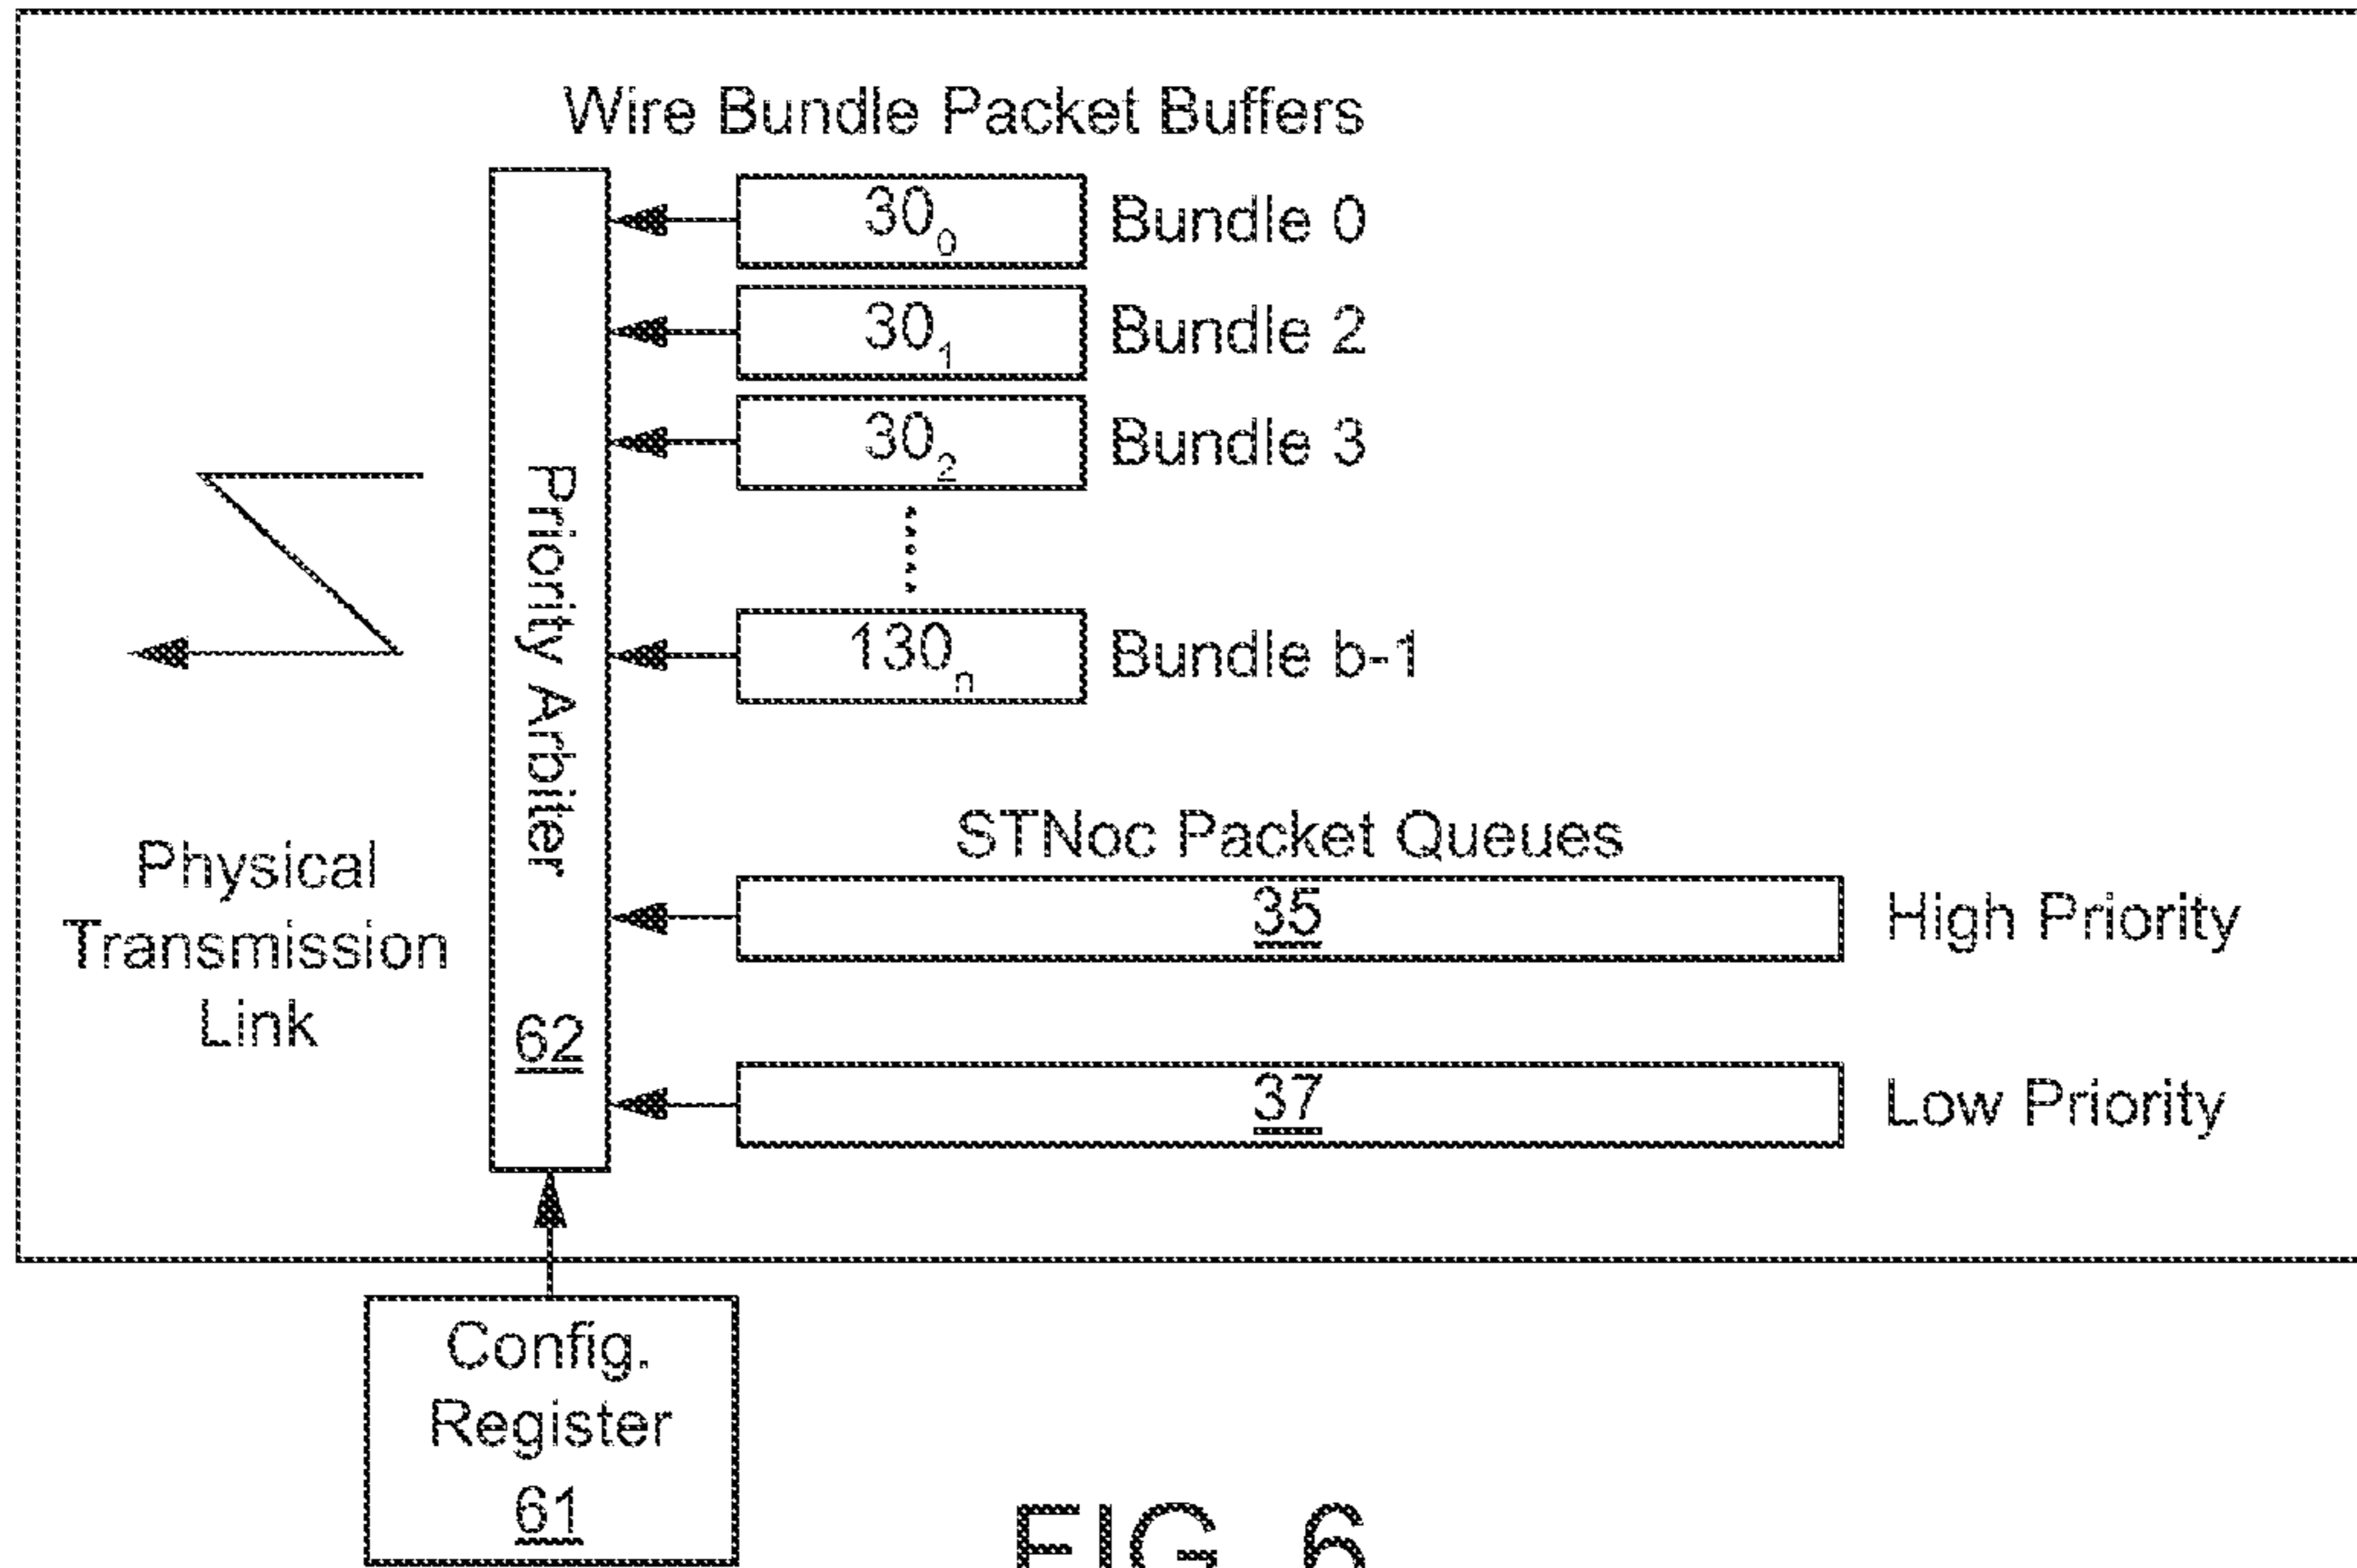 Wire Bundle Packet Buffers
30₀ Bundle 0
30₁ Bundle 2
30₂ Bundle 3
130ₙ Bundle b-1
Priority Arbiter
62
Physical
Transmission
Link
STNoc Packet Queues
35 High Priority
37 Low Priority
Config.
Register
61
FIG. 6